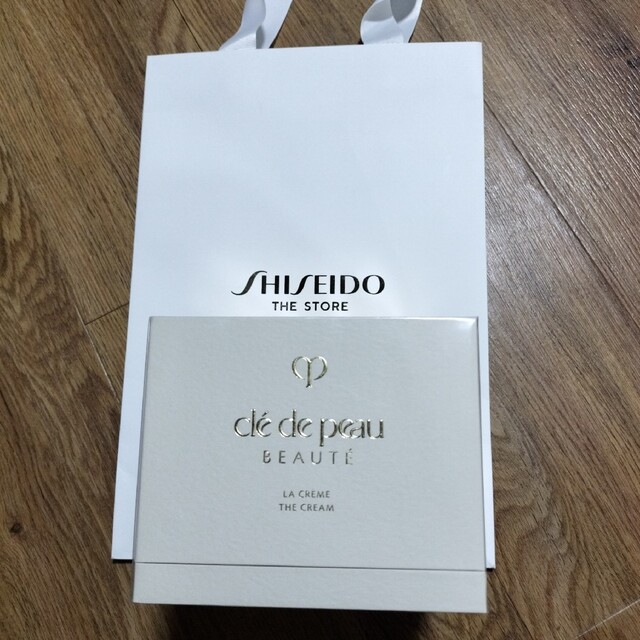 SHISEIDO
THE STORE
clé de peau
BEAUTÉ
LA CRÈME
THE CREAM